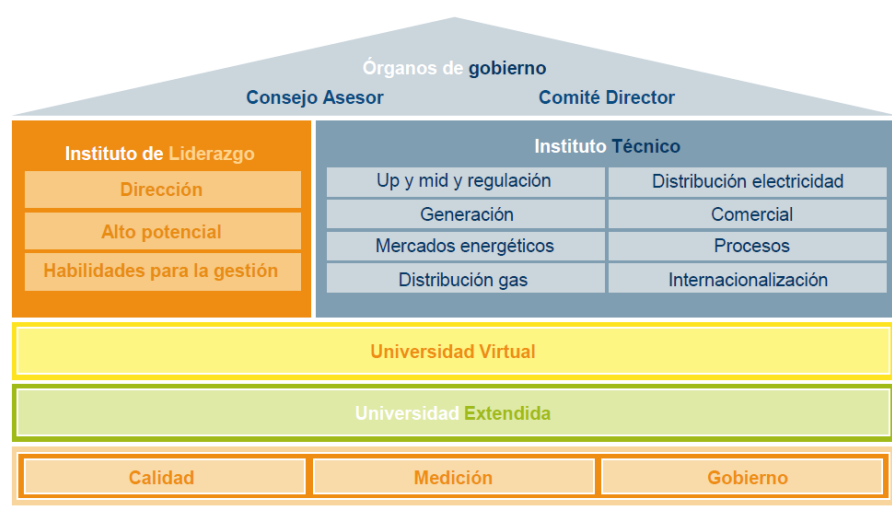 Órganos de gobierno
Consejo Asesor
Comité Director
Instituto de Liderazgo
Dirección
Alto potencial
Habilidades para la gestión
Instituto Técnico
Up y mid y regulación
Distribución electricidad
Generación
Comercial
Mercados energéticos
Procesos
Distribución gas
Internacionalización
Universidad Virtual
Universidad Extendida
Calidad
Medición
Gobierno